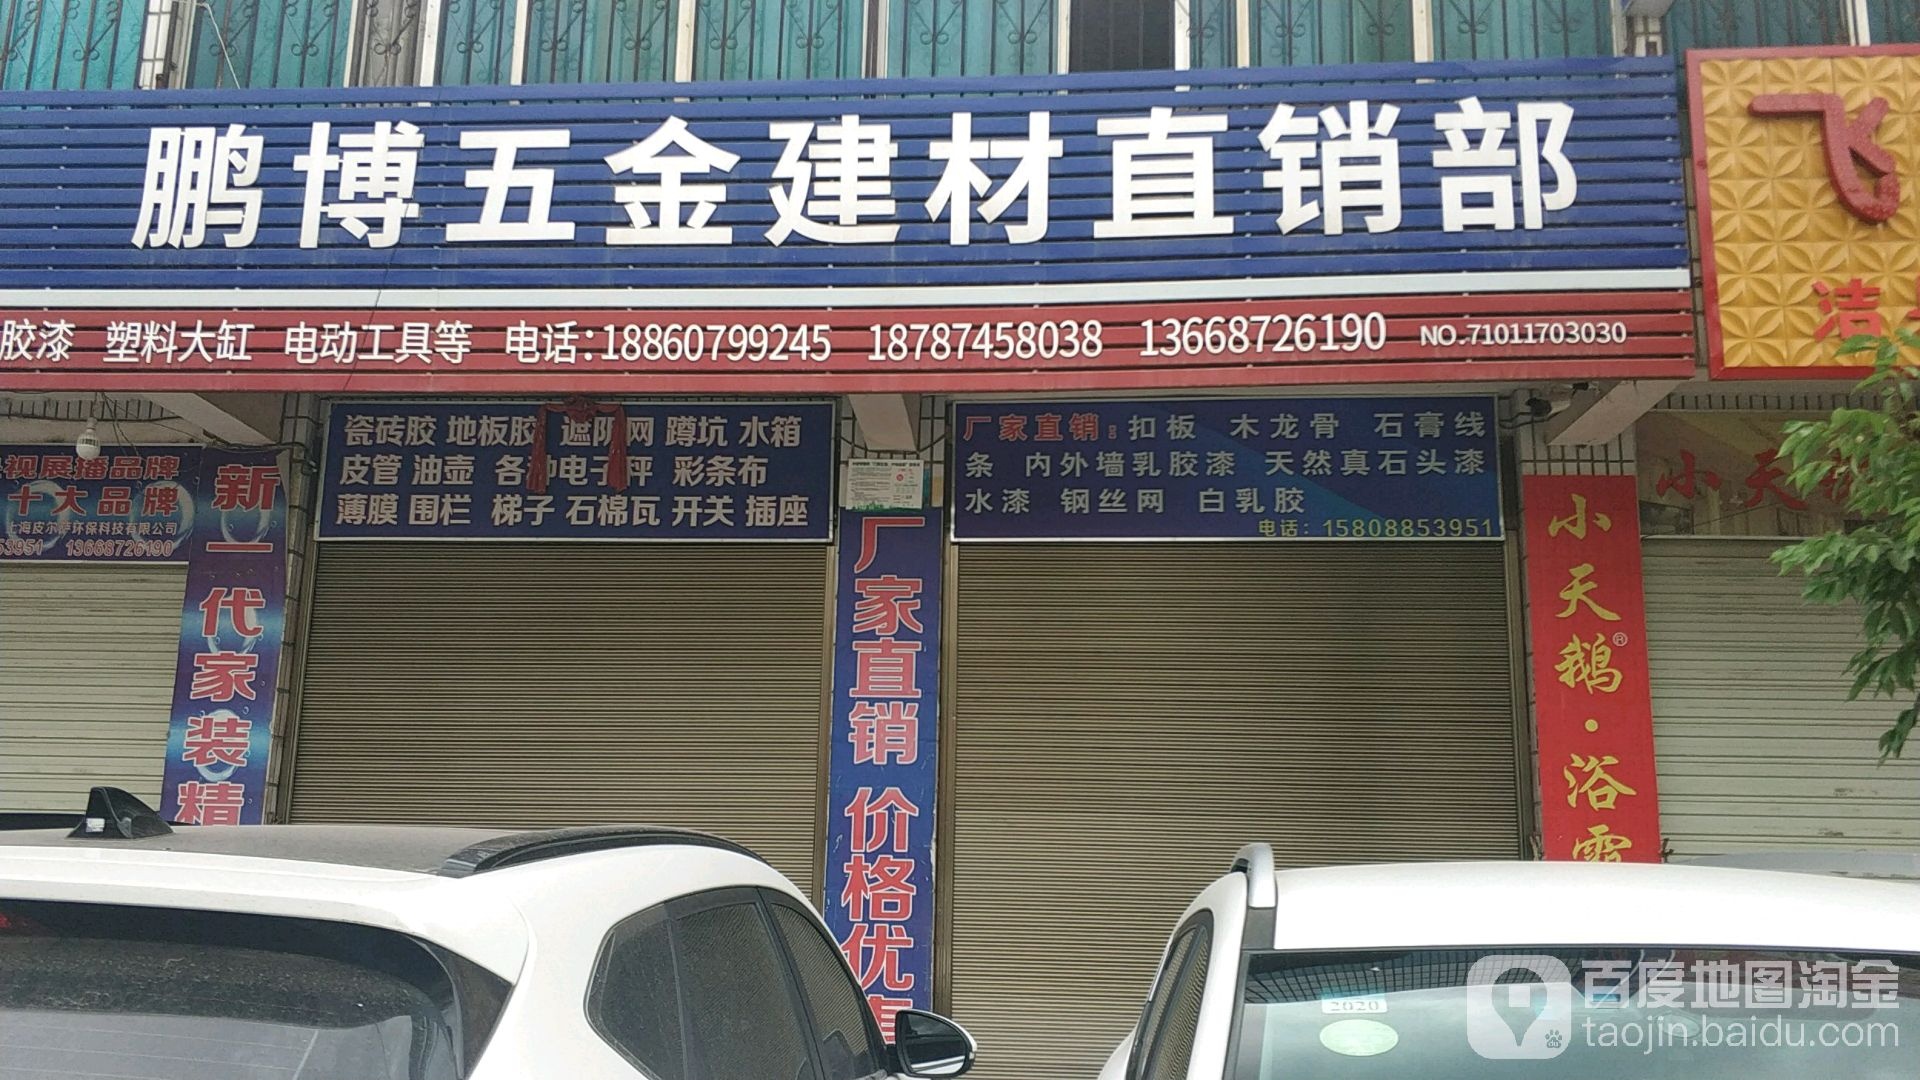 鹏博五金建材直销部
胶漆 塑料大缸 电动工具等 电话:18860799245 18787458038 13668726190 NO.71011703030
飞
洁
视展播品牌
十大品牌
上海皮尔萨环保科技有限公司
53951 13668726190
新一代家装精
瓷砖胶 地板胶 遮阴网 蹲坑 水箱
皮管 油壶 各种电子秤 彩条布
薄膜 围栏 梯子 石棉瓦 开关 插座
厂家直销 价格优
厂家直销:扣板 木龙骨 石膏线
条 内外墙乳胶漆 天然真石头漆
水漆 钢丝网 白乳胶
电话:15808853951
小天鹅®·浴霸
小天鹅
2020
百度地图淘金
taojin.baidu.com